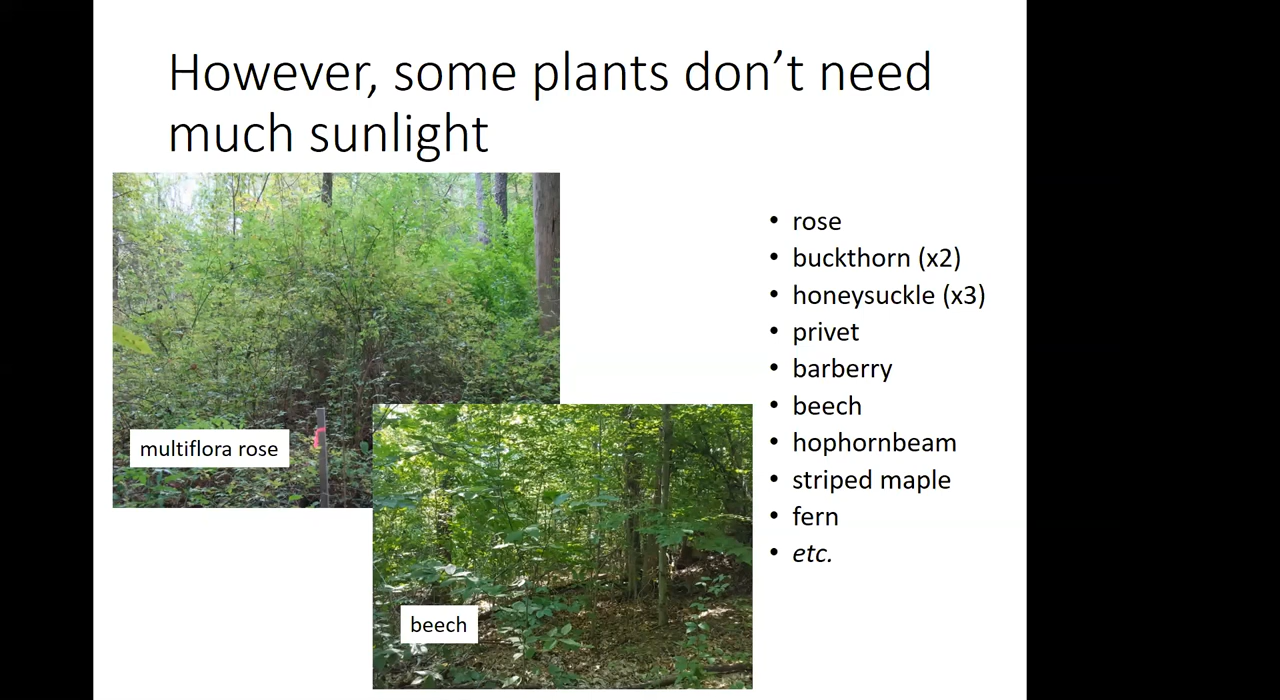 However, some plants don’t need
much sunlight
multiflora rose
beech
• rose
• buckthorn (x2)
• honeysuckle (x3)
• privet
• barberry
• beech
• hophornbeam
• striped maple
• fern
• etc.